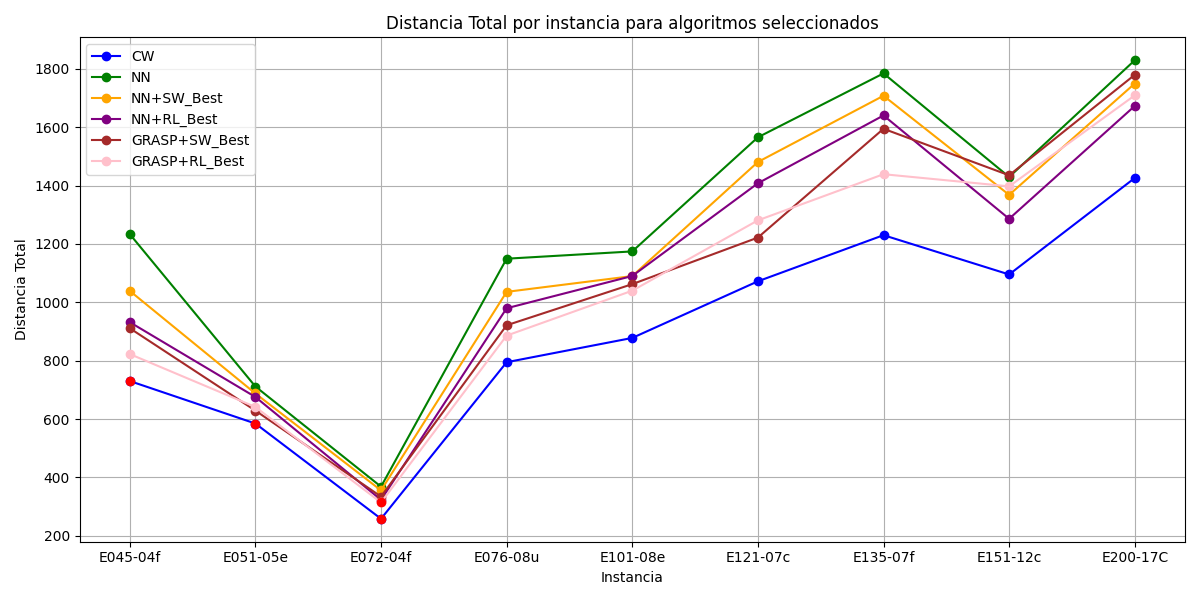 Distancia Total por instancia para algoritmos seleccionados
CW
NN
NN+SW_Best
NN+RL_Best
GRASP+SW_Best
GRASP+RL_Best
Distancia Total
1800
1600
1400
1200
1000
800
600
400
200
E045-04f E051-05e E072-04f E076-08u E101-08e E121-07c E135-07f E151-12c E200-17C
Instancia